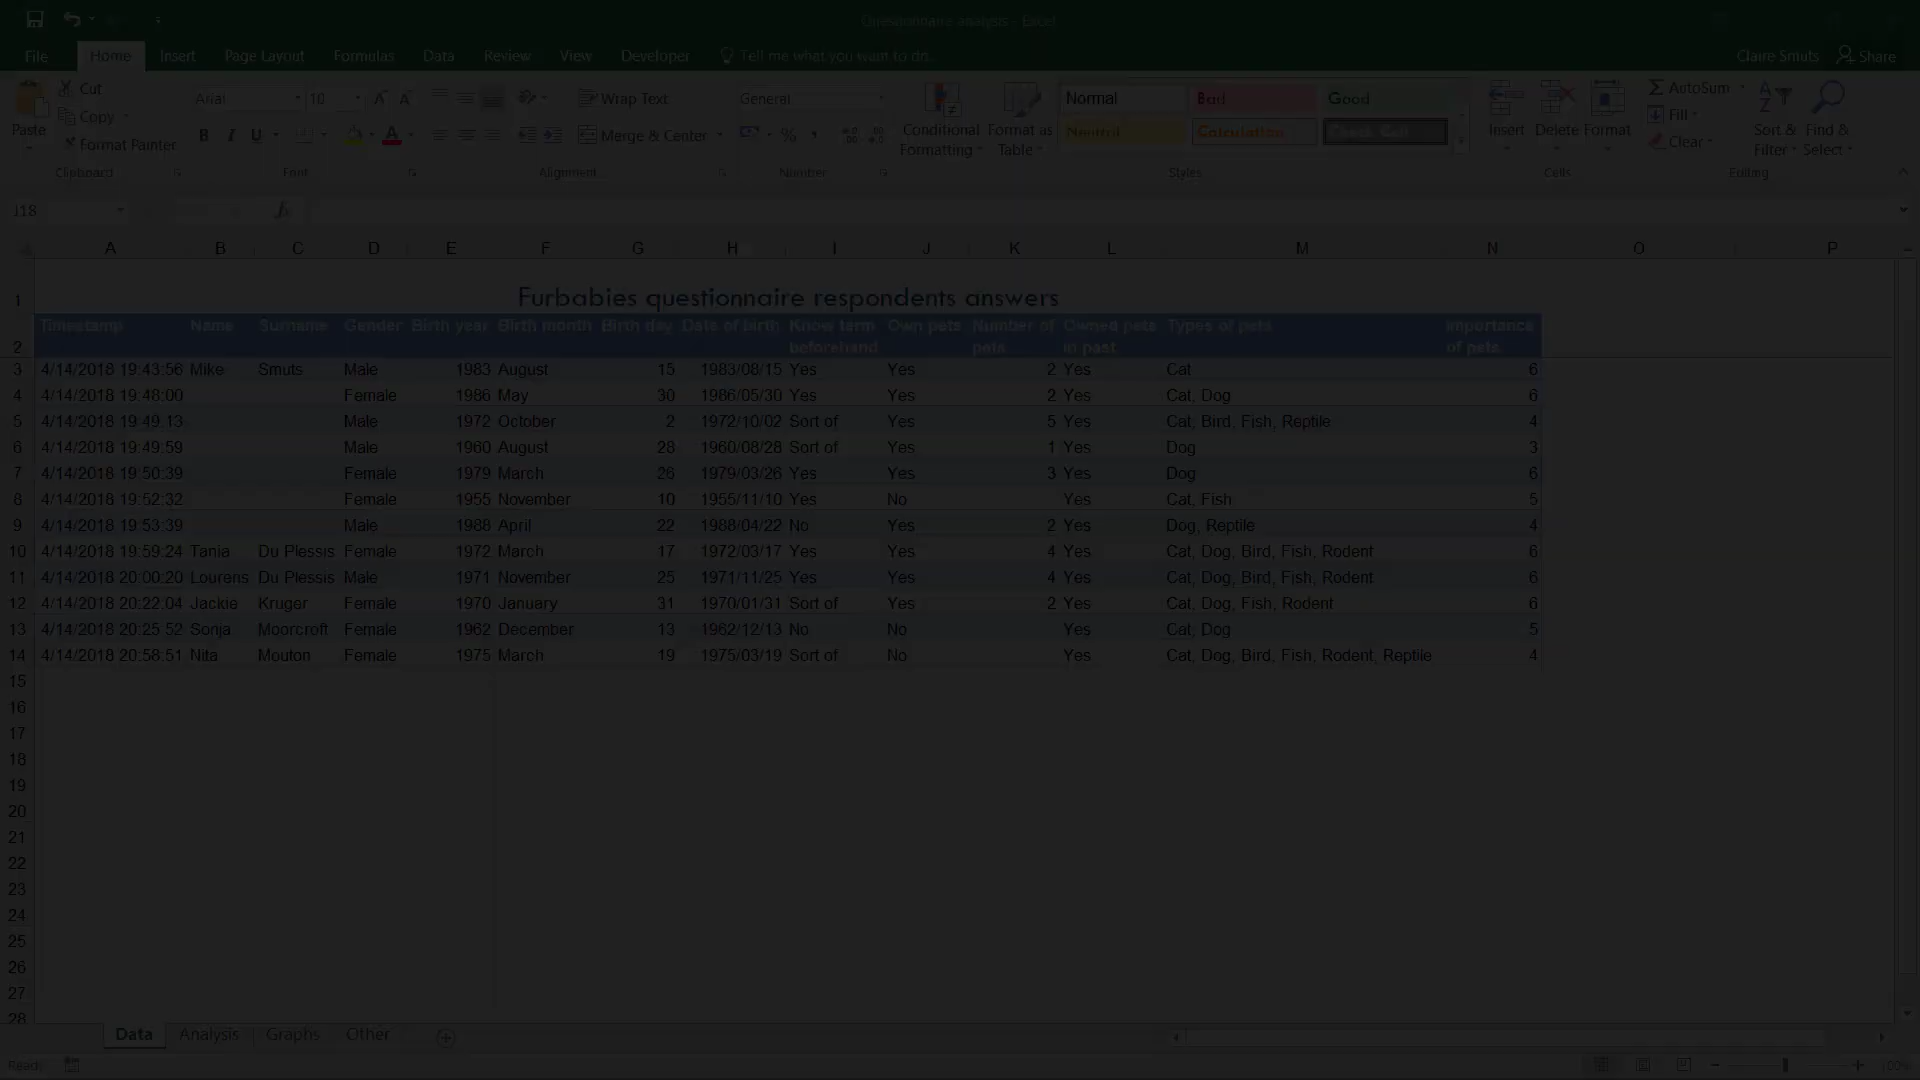 Questionnaire analysis - Excel
File Home Insert Page Layout Formulas Data Review View Developer Tell me what you want to do... Claire Smuts Share
Cut
Copy
Format Painter
Paste
Clipboard
Arial 10
B I U
Font
Wrap Text
Merge & Center
Alignment
General
%
Number
Conditional Formatting
Format as Table
Normal Bad Good
Neutral Calculation
Styles
Insert Delete Format
Cells
AutoSum
Fill
Clear
Sort & Filter
Find & Select
Editing
J18 fx
A B C D E F G H I J K L M N O P
1 Furbabies questionnaire respondents answers
2 Timestamp Name Surname Gender Birth year Birth month Birth day Date of birth Know term beforehand Own pets Number of pets Owned pets in past Types of pets Importance of pets
3 4/14/2018 19:43:56 Mike Smuts Male 1983 August 15 1983/08/15 Yes Yes 2 Yes Cat 6
4 4/14/2018 19:48:00 Female 1986 May 30 1986/05/30 Yes Yes 2 Yes Cat, Dog 6
5 4/14/2018 19:49:13 Male 1972 October 2 1972/10/02 Sort of Yes 5 Yes Cat, Bird, Fish, Reptile 4
6 4/14/2018 19:49:59 Male 1960 August 28 1960/08/28 Sort of Yes 1 Yes Dog 3
7 4/14/2018 19:50:39 Female 1979 March 26 1979/03/26 Yes Yes 3 Yes Dog 6
8 4/14/2018 19:52:32 Female 1955 November 10 1955/11/10 Yes No Yes Cat, Fish 5
9 4/14/2018 19:53:39 Male 1988 April 22 1988/04/22 No Yes 2 Yes Dog, Reptile 4
10 4/14/2018 19:59:24 Tania Du Plessis Female 1972 March 17 1972/03/17 Yes Yes 4 Yes Cat, Dog, Bird, Fish, Rodent 6
11 4/14/2018 20:00:20 Lourens Du Plessis Male 1971 November 25 1971/11/25 Yes Yes 4 Yes Cat, Dog, Bird, Fish, Rodent 6
12 4/14/2018 20:22:04 Jackie Kruger Female 1970 January 31 1970/01/31 Sort of Yes 2 Yes Cat, Dog, Fish, Rodent 6
13 4/14/2018 20:25:52 Sonja Moorcroft Female 1962 December 13 1962/12/13 No No Yes Cat, Dog 5
14 4/14/2018 20:58:51 Nita Mouton Female 1975 March 19 1975/03/19 Sort of No Yes Cat, Dog, Bird, Fish, Rodent, Reptile 4
15
16
17
18
19
20
21
22
23
24
25
26
27
28
Data Analysis Graphs Other
Ready 100%